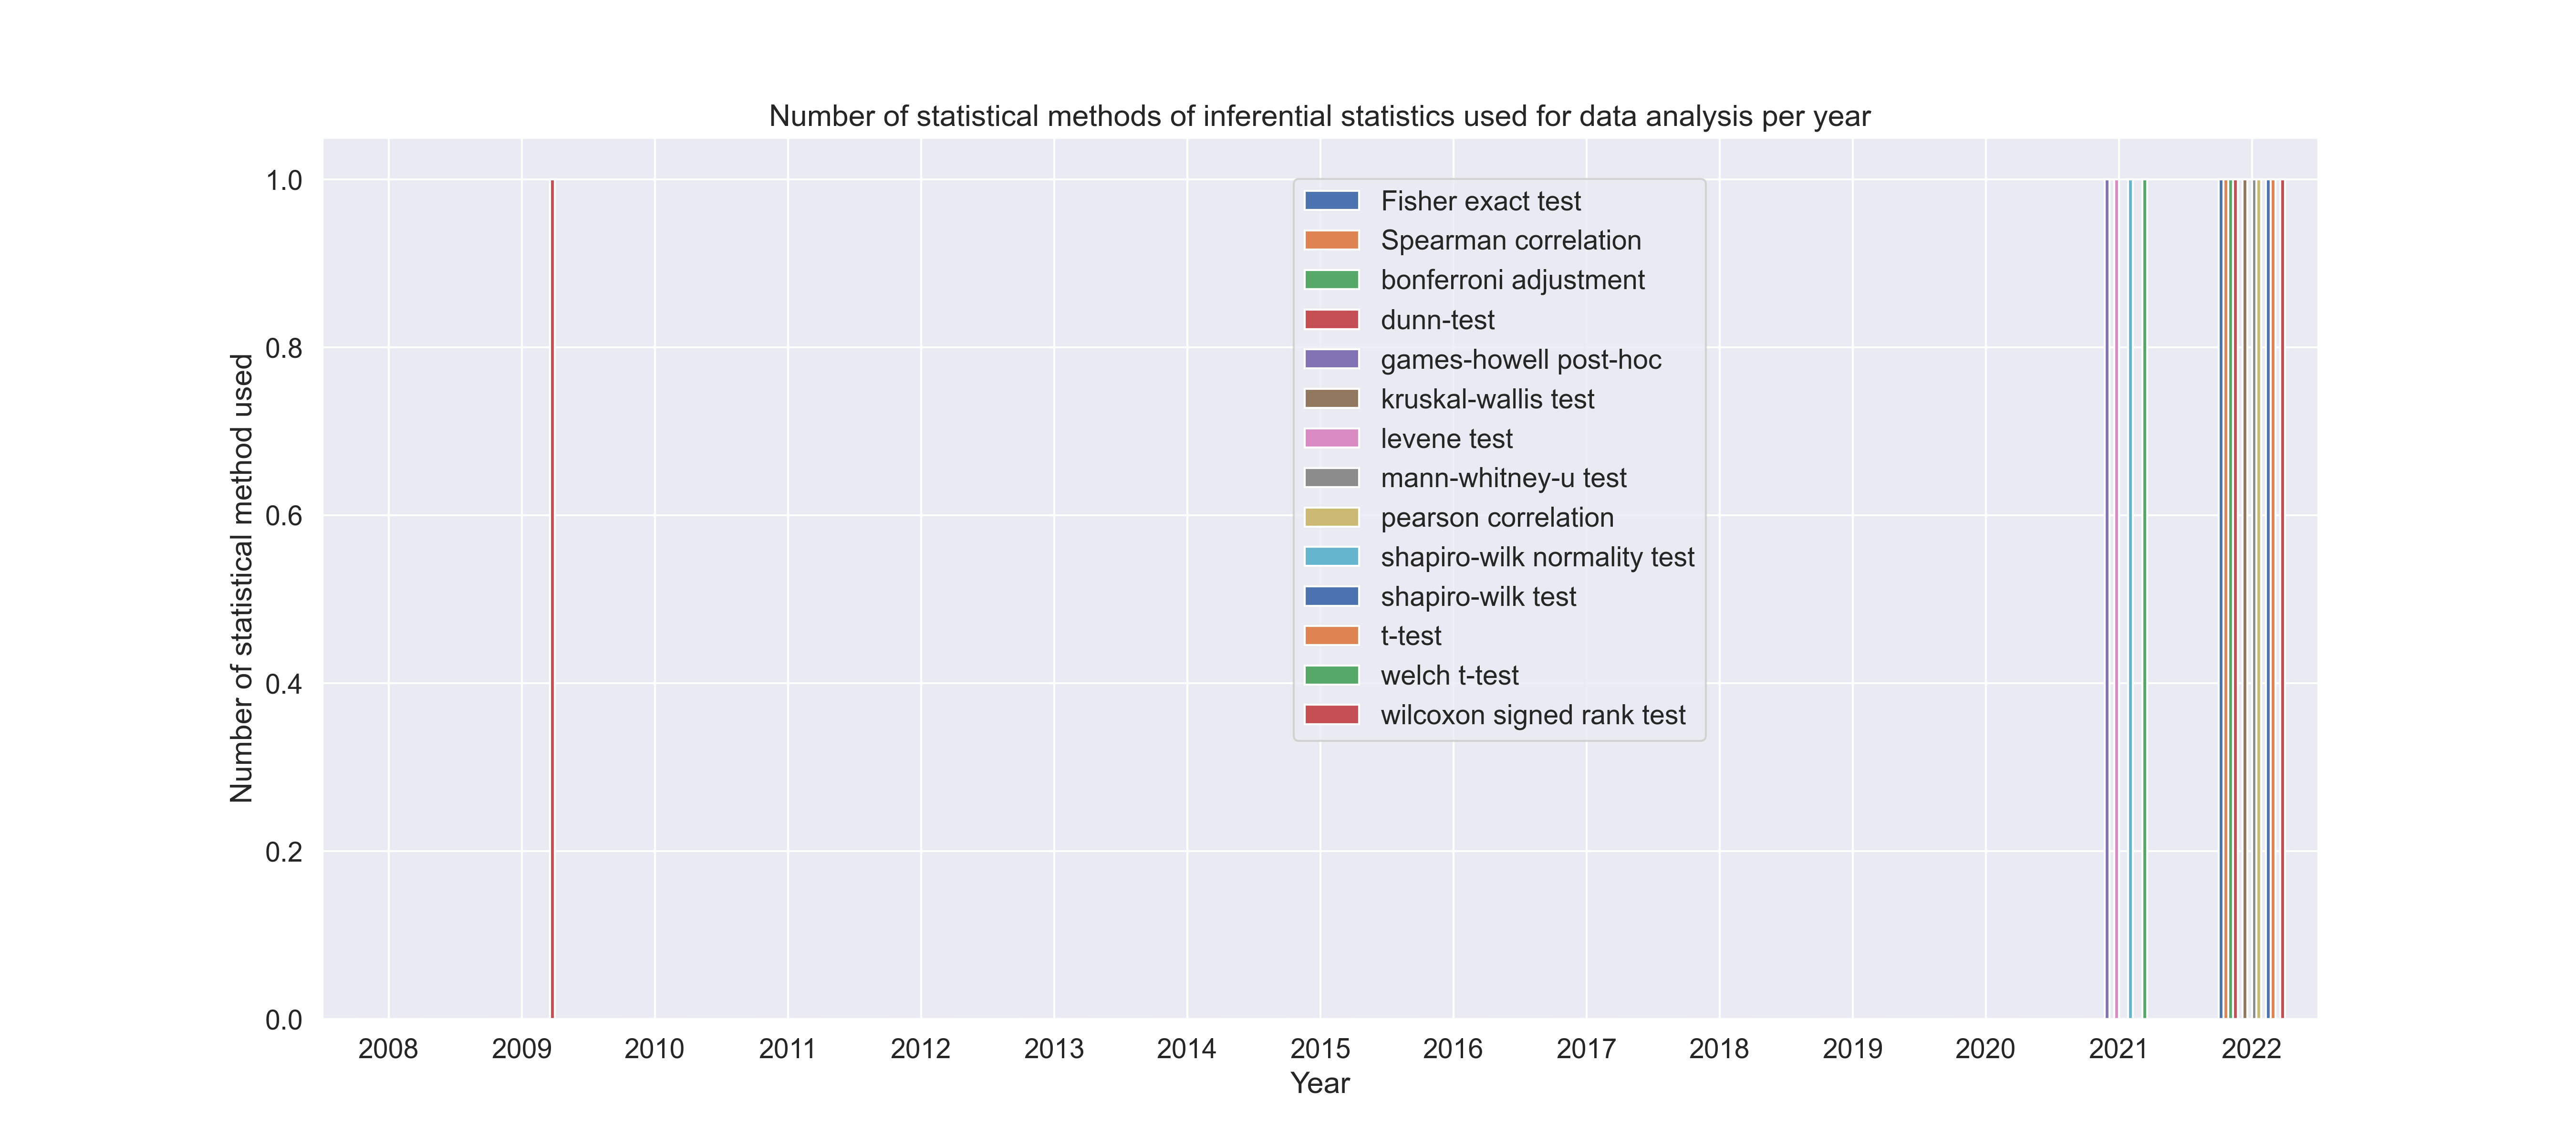 Number of statistical methods of inferential statistics used for data analysis per year
Number of statistical method used
1.0
0.8
0.6
0.4
0.2
0.0
Fisher exact test
Spearman correlation
bonferroni adjustment
dunn-test
games-howell post-hoc
kruskal-wallis test
levene test
mann-whitney-u test
pearson correlation
shapiro-wilk normality test
shapiro-wilk test
t-test
welch t-test
wilcoxon signed rank test
2008 2009 2010 2011 2012 2013 2014 2015 2016 2017 2018 2019 2020 2021 2022
Year